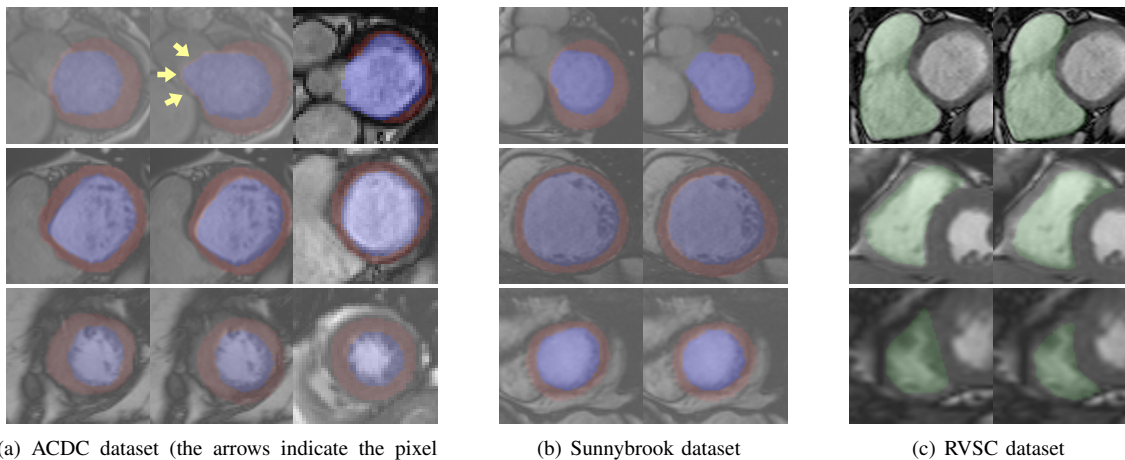 (a) ACDC dataset (the arrows indicate the pixel
(b) Sunnybrook dataset
(c) RVSC dataset